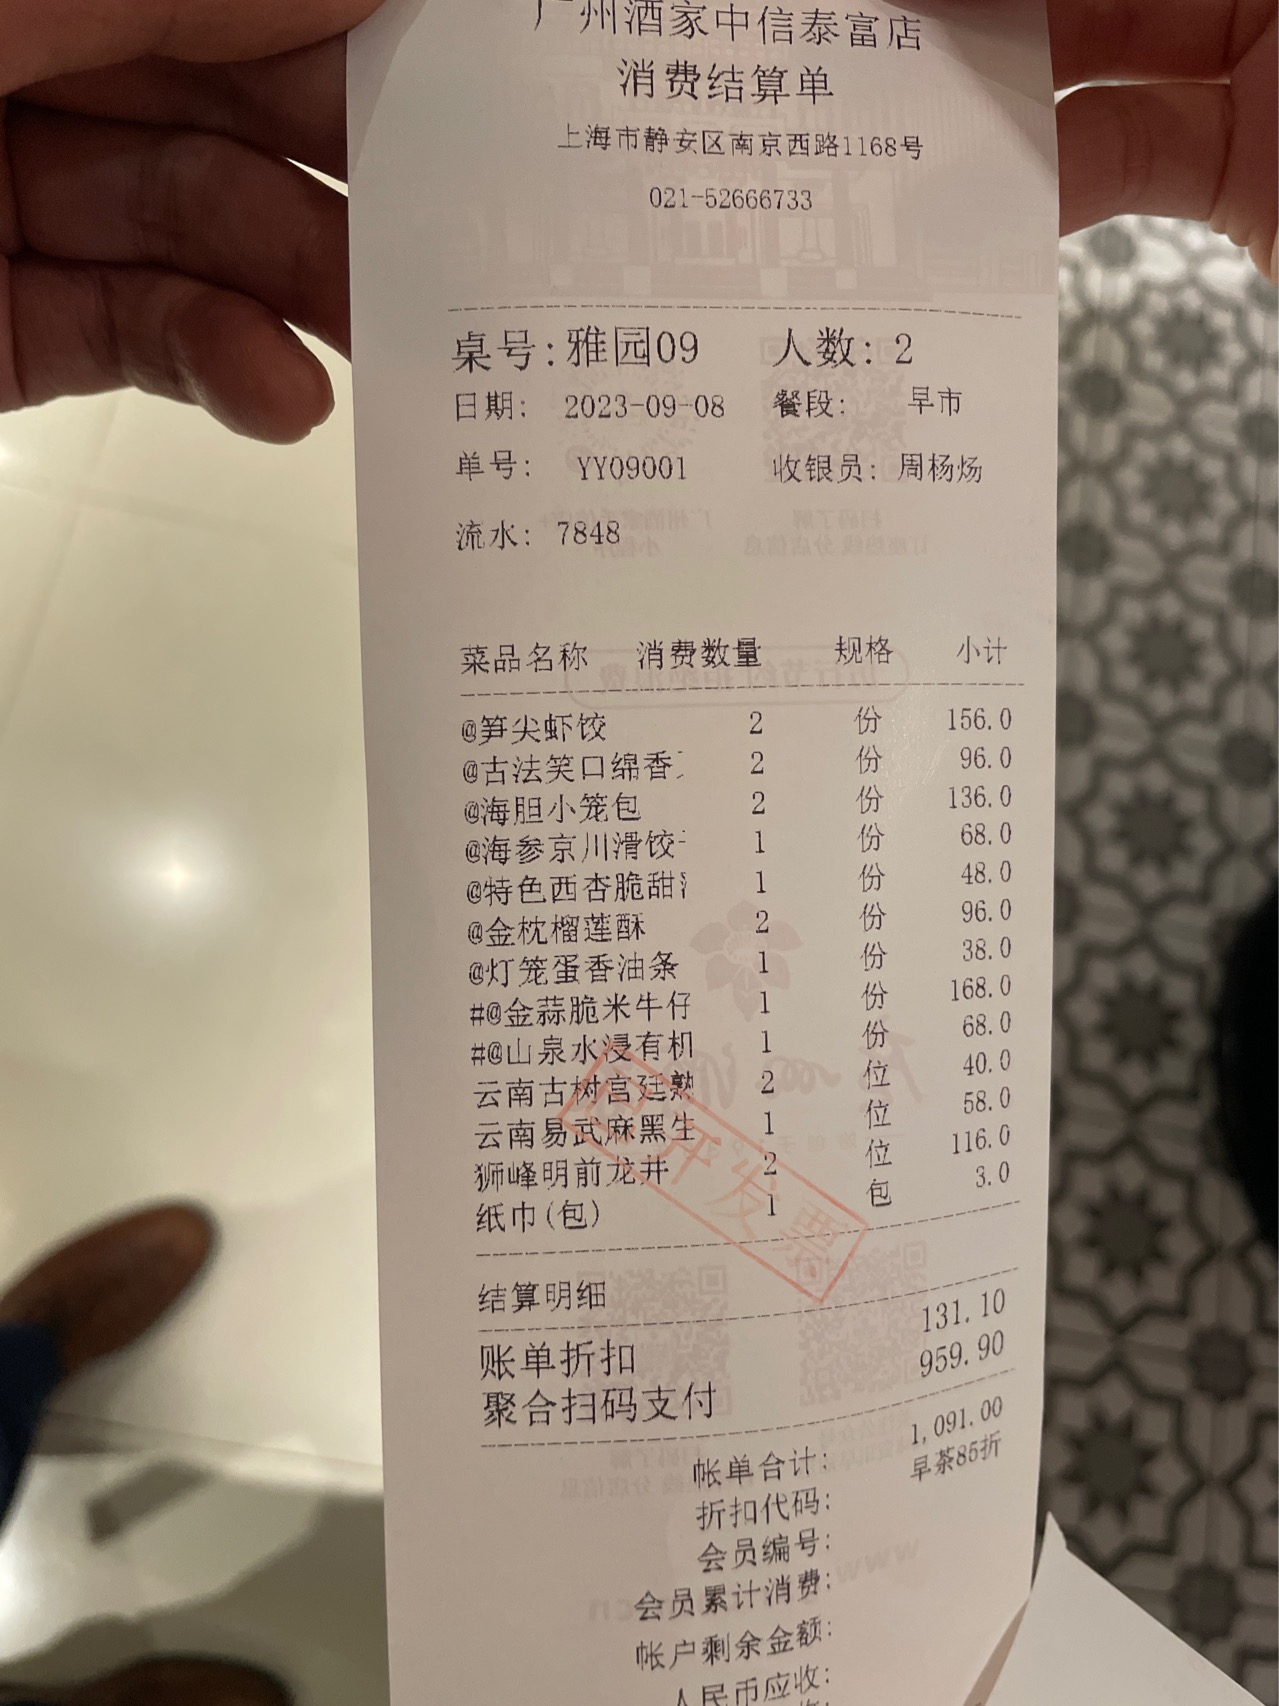 广州酒家中信泰富店
消费结算单
上海市静安区南京西路1168号
021-52666733
桌号:雅园09 人数: 2
日期: 2023-09-08 餐段: 早市
单号: YY09001 收银员: 周杨炀
流水: 7848
菜品名称 消费数量 规格 小计
@笋尖虾饺 2 份 156.0
@古法笑口绵香 2 份 96.0
@海胆小笼包 2 份 136.0
@海参京川滑饺 1 份 68.0
@特色西杏脆甜 1 份 48.0
@金枕榴莲酥 2 份 96.0
@灯笼蛋香油条 1 份 38.0
#@金蒜脆米牛仔 1 份 168.0
#@山泉水浸有机 1 份 68.0
云南古树宫廷熟 2 位 40.0
云南易武麻黑生 1 位 58.0
狮峰明前龙井 2 位 116.0
纸巾(包) 1 包 3.0
开发票
结算明细
账单折扣 131.10
聚合扫码支付 959.90
帐单合计: 1,091.00
折扣代码: 早茶85折
会员编号:
会员累计消费:
帐户剩余金额:
人民币应收: